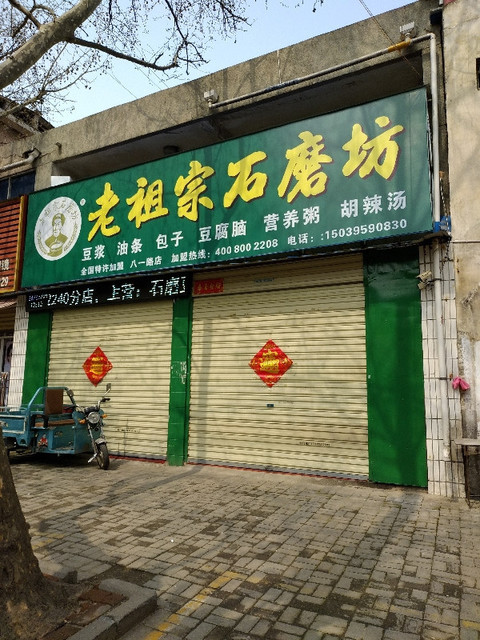 老祖宗石磨坊
豆浆 油条 包子 豆腐脑 营养粥 胡辣汤
全国特许加盟 八一路店 加盟热线：400 800 2208 电话：:15039590830
2240分店，上营：石磨